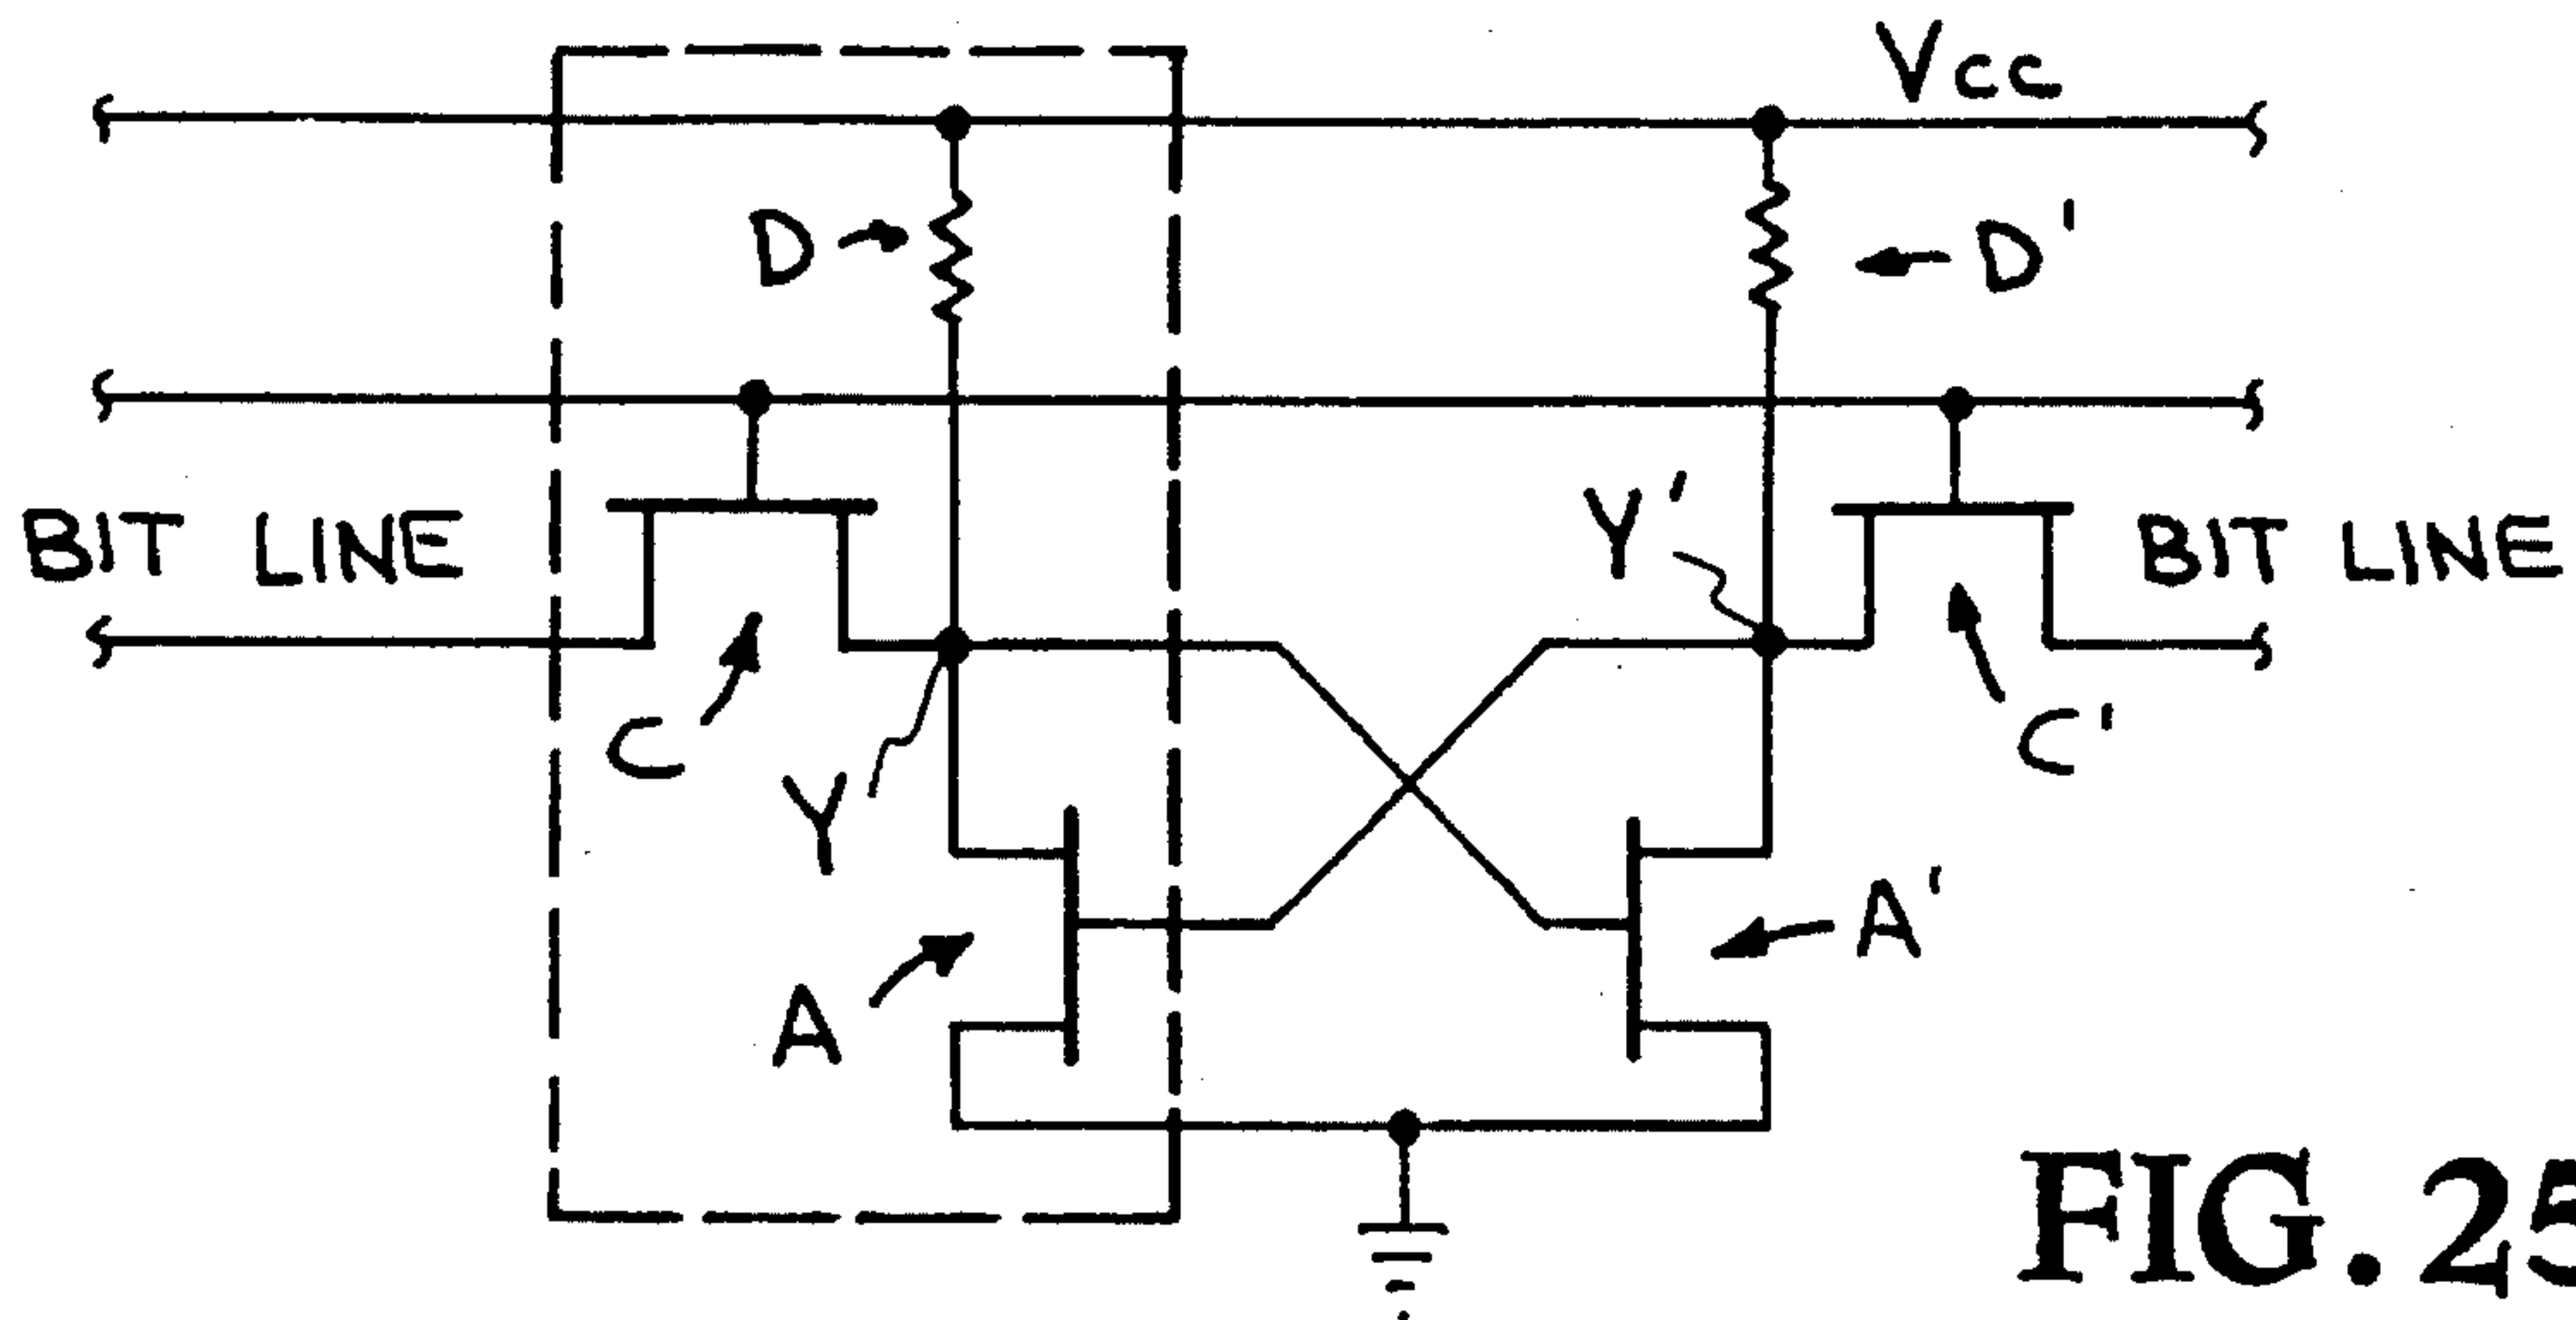 Vcc
D
D'
BIT LINE
Y'
BIT LINE
C
C'
Y
A'
A
FIG. 25